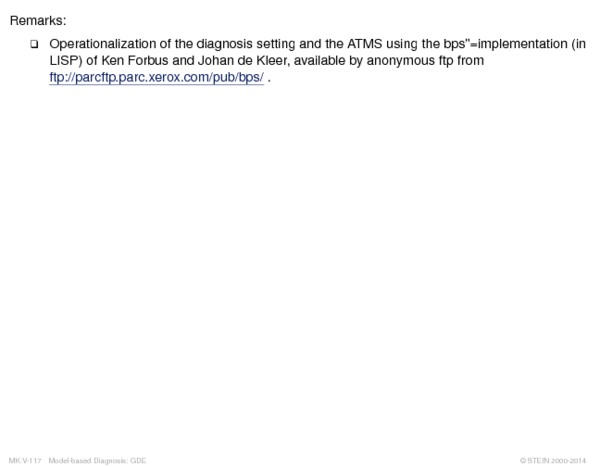 Remarks:
❑ Operationalization of the diagnosis setting and the ATMS using the bps"=implementation (in
LISP) of Ken Forbus and Johan de Kleer, available by anonymous ftp from
ftp://parcftp.parc.xerox.com/pub/bps/ .
MK:V-117 Model-based Diagnosis: GDE
© STEIN 2000-2014